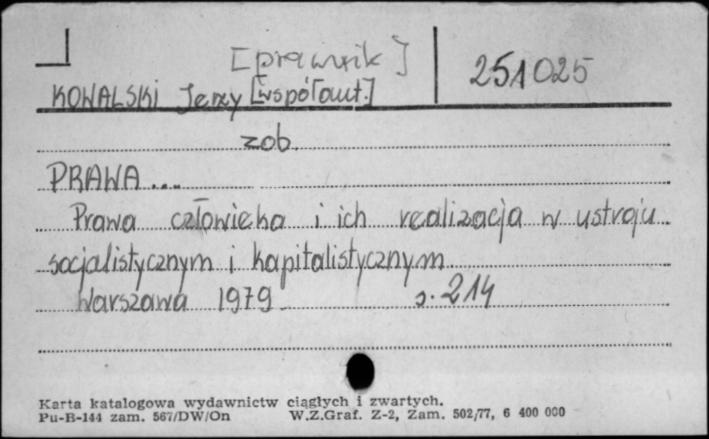 [prawnik]
251025
KOWALSKI Jerzy [współaut.]
zob.
PRAWA...
Prawa człowieka i ich realizacja w ustroju
socjalistycznym i kapitalistycznym
Warszawa 1979 s. 214
Karta katalogowa wydawnictw ciągłych i zwartych.
Pu-B-144 zam. 567/DW/On W.Z.Graf. Z-2, Zam. 502/77, 6 400 000